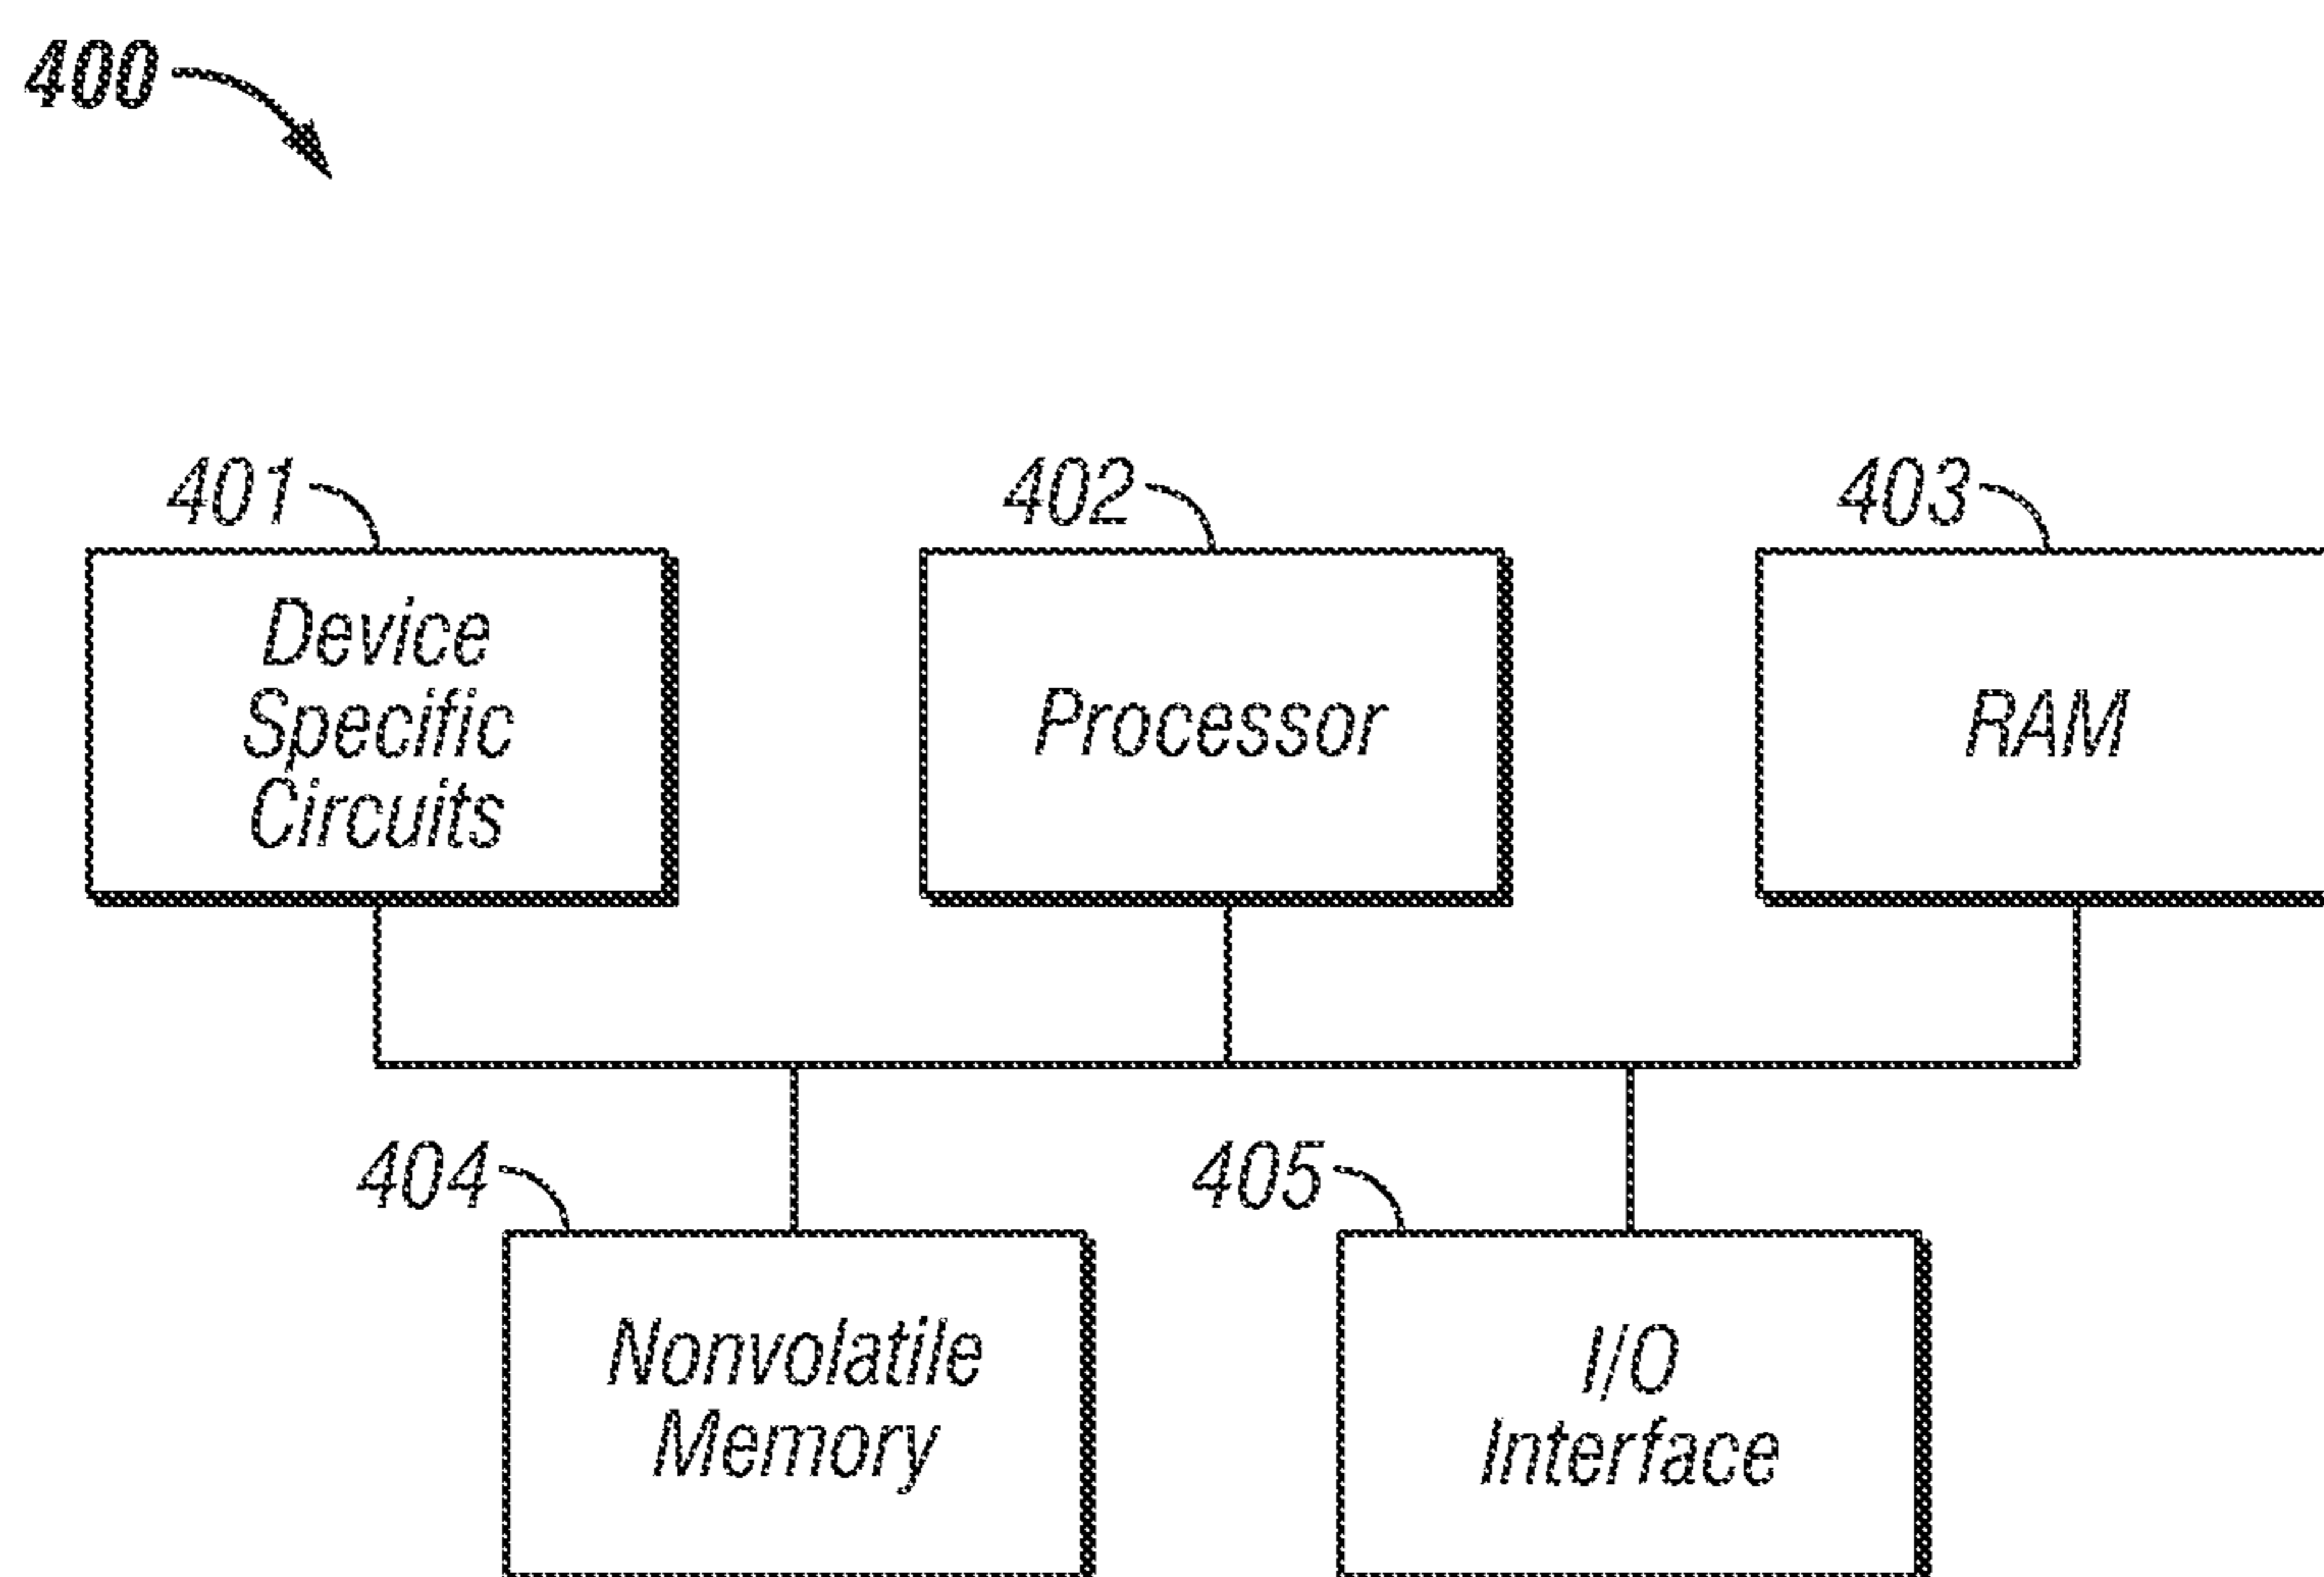 400
401
402
403
Device
Specific
Circuits
Processor
RAM
404
405
Nonvolatile
Memory
I/O
Interface